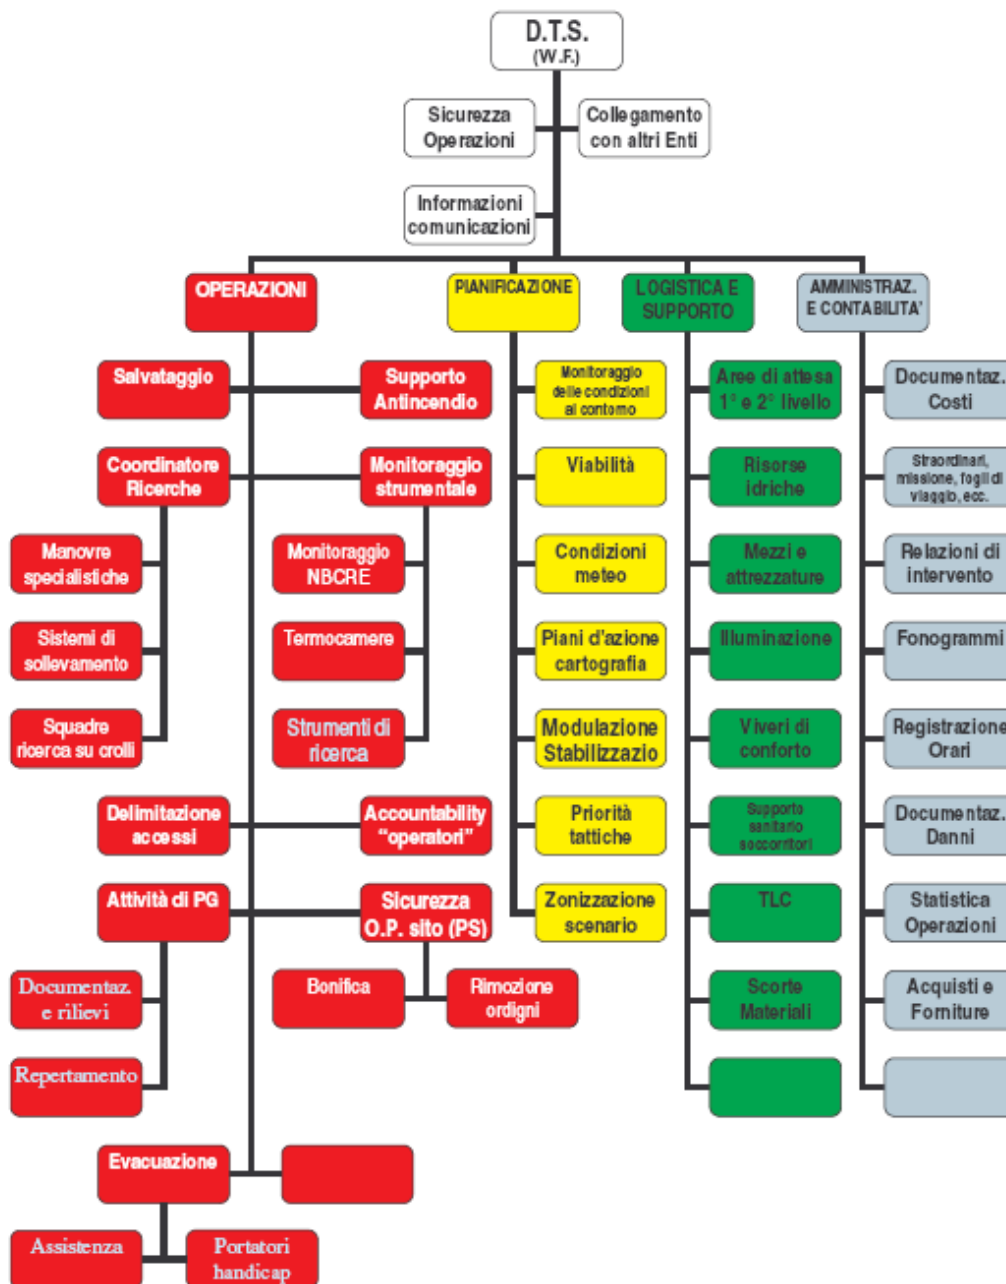 D.T.S.
(W.F.)
Sicurezza
Operazioni
Collegamento
con altri Enti
Informazioni
comunicazioni
OPERAZIONI
Salvataggio
Supporto
Antincendio
Coordinatore
Ricerche
Monitoraggio
strumentale
Manovre
specialistiche
Monitoraggio
NBCRE
Sistemi di
sollevamento
Termocamere
Squadre
ricerca su crolli
Strumenti di
ricerca
Delimitazione
accessi
Accountability
“operatori”
Attività di PG
Sicurezza
O.P. sito (PS)
Documentaz.
e rilievi
Bonifica
Rimozione
ordigni
Repertamento
Evacuazione
Assistenza
Portatori
handicap
PIANIFICAZIONE
Monitoraggio
delle condizioni
al contorno
Viabilità
Condizioni
meteo
Piani d’azione
cartografia
Modulazione
Stabilizzazio
Priorità
tattiche
Zonizzazione
scenario
LOGISTICA E
SUPPORTO
Aree di attesa
1° e 2° livello
Risorse
idriche
Mezzi e
attrezzature
Illuminazione
Viveri di
conforto
Supporto
sanitario
soccorritori
TLC
Scorte
Materiali
AMMINISTRAZ.
E CONTABILITA’
Documentaz.
Costi
Straordinari,
missione, fogli di
viaggio, ecc.
Relazioni di
intervento
Fonogrammi
Registrazione
Orari
Documentaz.
Danni
Statistica
Operazioni
Acquisti e
Forniture